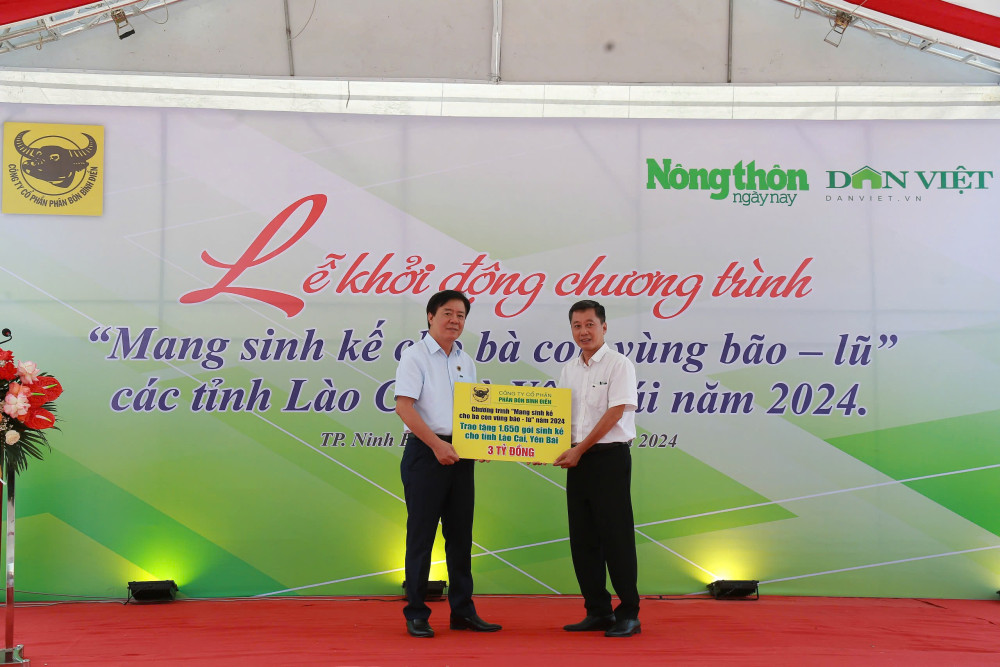 CÔNG TY CỔ PHẦN PHÂN BÓN BÌNH ĐIỀN
Nông thôn
ngày nay
DÂN VIỆT
DANVIET.VN
Lễ khởi động chương trình
“Mang sinh kế bà con vùng bão – lũ”
các tỉnh Lào năm 2024.
TP. Ninh 2024
CÔNG TY CỔ PHẦN
PHÂN BÓN BÌNH ĐIỀN
Chương trình "Mang sinh kế
cho bà con vùng bão - lũ" năm 2024
Trao tặng 1.650 gói sinh kế
cho tỉnh Lào Cai, Yên Bái
3 TỶ ĐỒNG